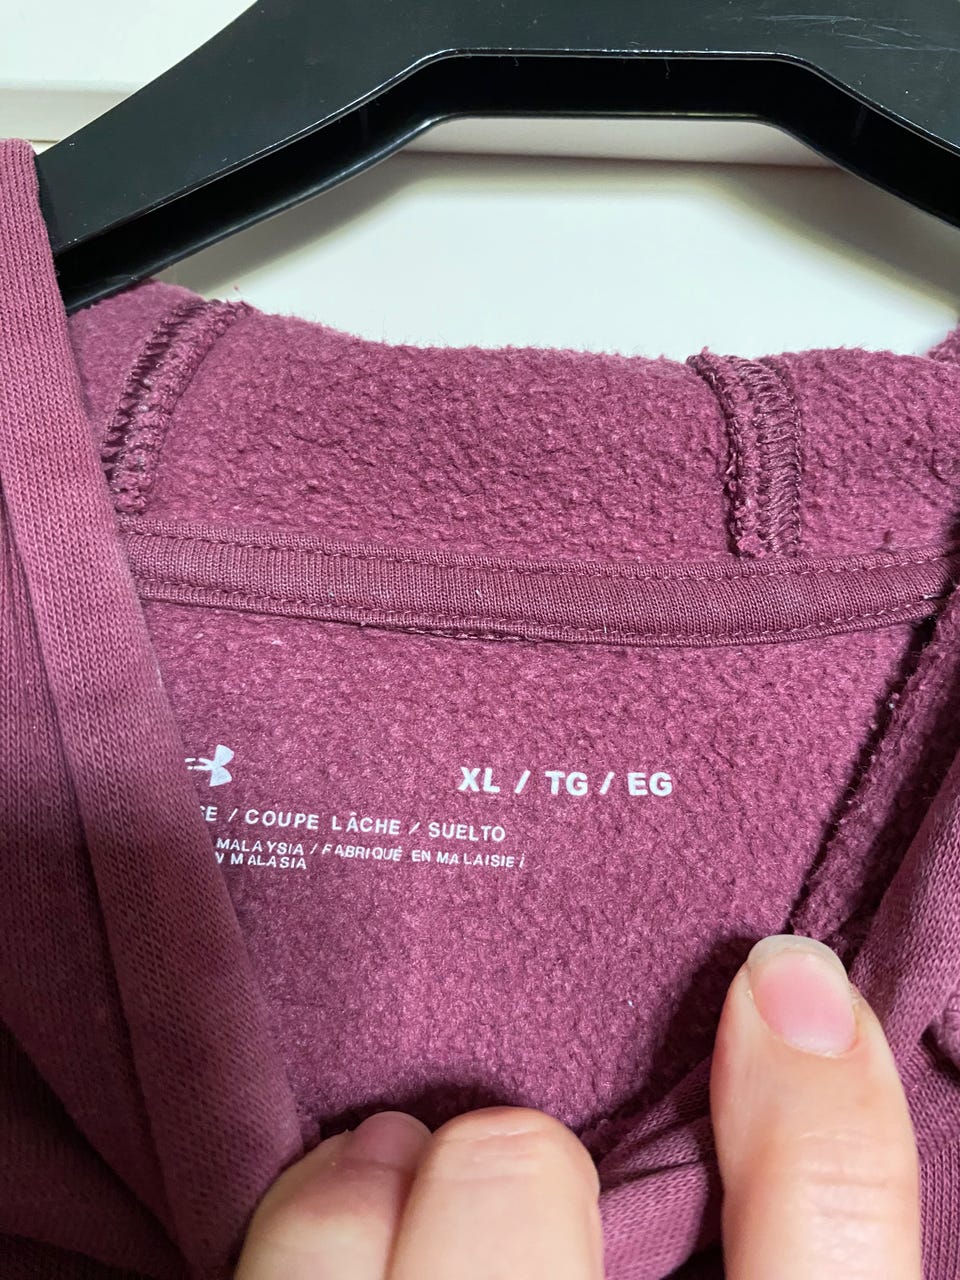 XL / TG / EG
/ COUPE LÂCHE / SUELTO
MALAYSIA / FABRIQUÉ EN MALAISIE /
MALASIA